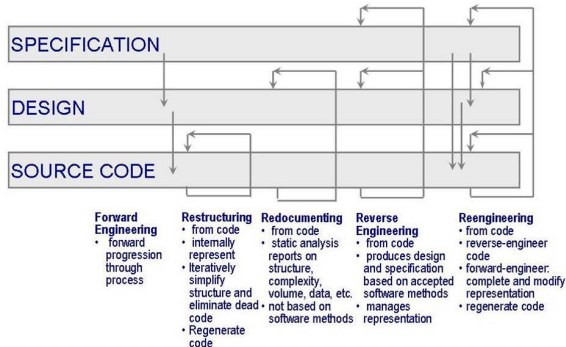 SPECIFICATION
DESIGN
SOURCE CODE
Forward
Engineering
• forward
progression
through
process
Restructuring
• from code
• internally
represent
• Iteratively
simplify
structure and
eliminate dead
code
• Regenerate
code
Redocumenting
• from code
• static analysis
reports on
structure,
complexity,
volume, data, etc.
• not based on
software methods
Reverse
Engineering
• from code
• produces design
and specification
based on accepted
software methods
• manages
representation
Reengineering
• from code
• reverse-engineer
code
• forward-engineer:
complete and modify
representation
• regenerate code